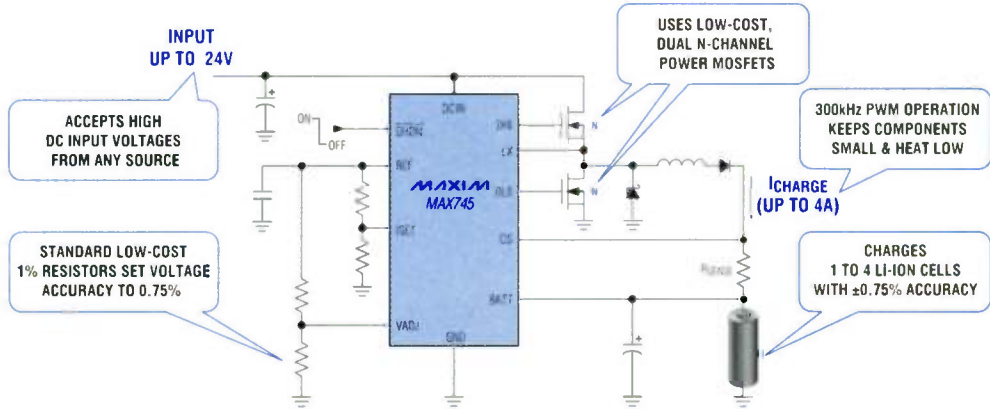 INPUT
UP TO 24V
ACCEPTS HIGH
DC INPUT VOLTAGES
FROM ANY SOURCE
STANDARD LOW-COST
1% RESISTORS SET VOLTAGE
ACCURACY TO 0.75%
ON
OFF
DCIN
SHDN
REF
ISET
VADJ
GND
MAXIM
MAX745
DHI
LX
DLO
CS
BATT
N
N
USES LOW-COST,
DUAL N-CHANNEL
POWER MOSFETS
300kHz PWM OPERATION
KEEPS COMPONENTS
SMALL & HEAT LOW
ICHARGE
(UP TO 4A)
RSENSE
CHARGES
1 TO 4 LI-ION CELLS
WITH ±0.75% ACCURACY